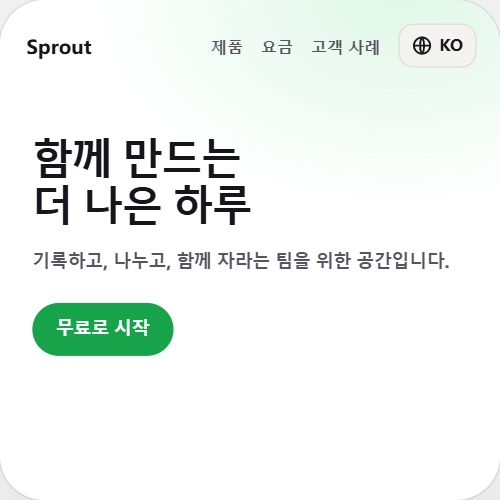 Sprout
제품 요금 고객 사례 KO
함께 만드는
더 나은 하루
기록하고, 나누고, 함께 자라는 팀을 위한 공간입니다.
무료로 시작